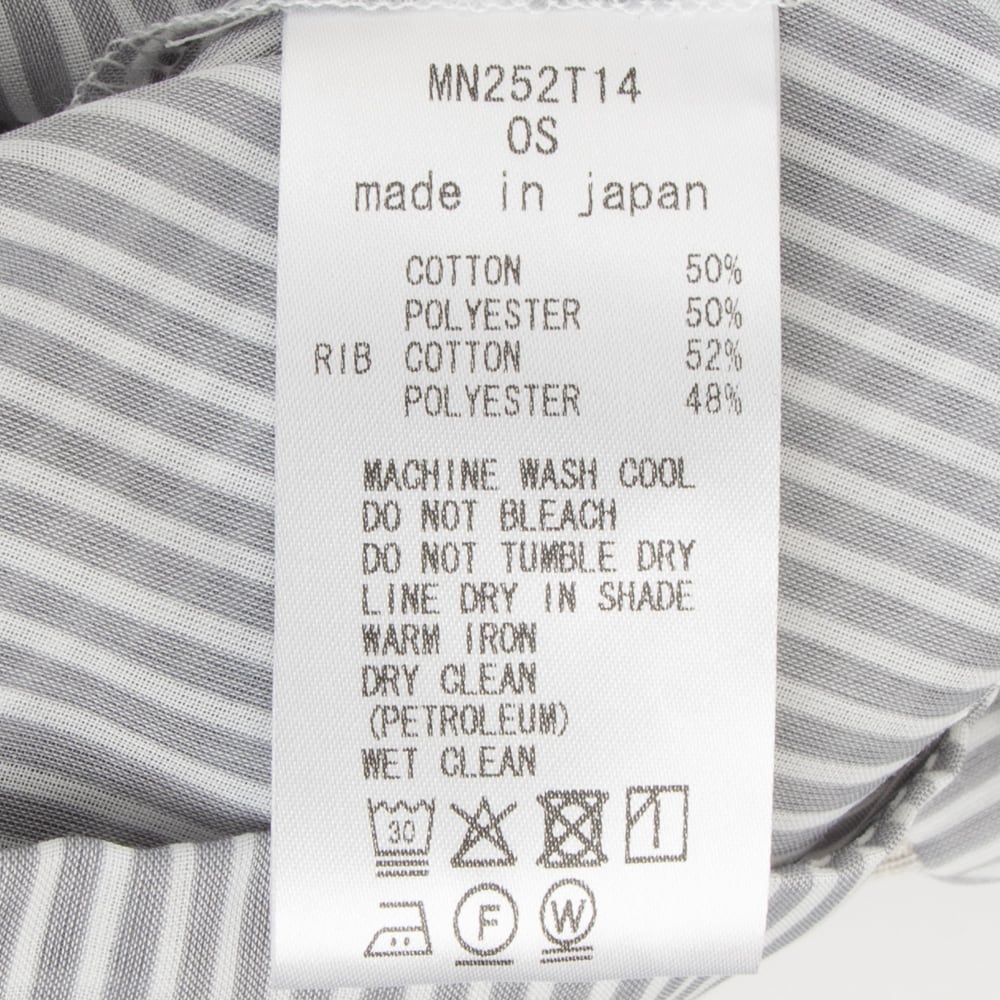 MN252T14
OS
made in japan
COTTON 50%
POLYESTER 50%
RIB COTTON 52%
POLYESTER 48%
MACHINE WASH COOL
DO NOT BLEACH
DO NOT TUMBLE DRY
LINE DRY IN SHADE
WARM IRON
DRY CLEAN
(PETROLEUM)
WET CLEAN
30
F W